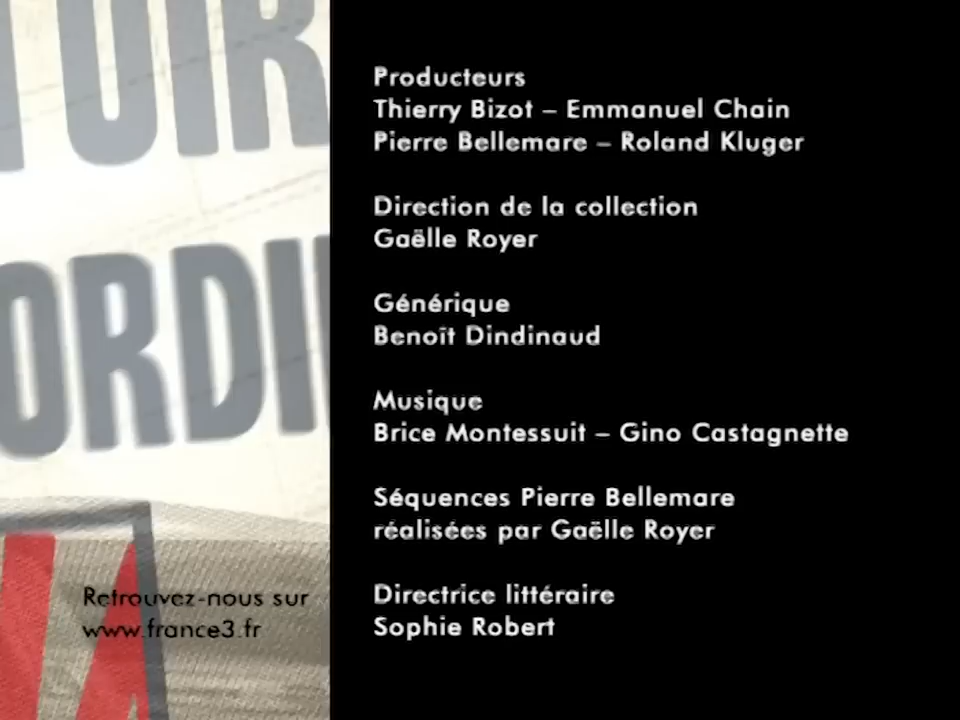 TOIR
ORDI
Retrouvez-nous sur
www.france3.fr
Producteurs
Thierry Bizot – Emmanuel Chain
Pierre Bellemare – Roland Kluger
Direction de la collection
Gaëlle Royer
Générique
Benoît Dindinaud
Musique
Brice Montessuit – Gino Castagnette
Séquences Pierre Bellemare
réalisées par Gaëlle Royer
Directrice littéraire
Sophie Robert